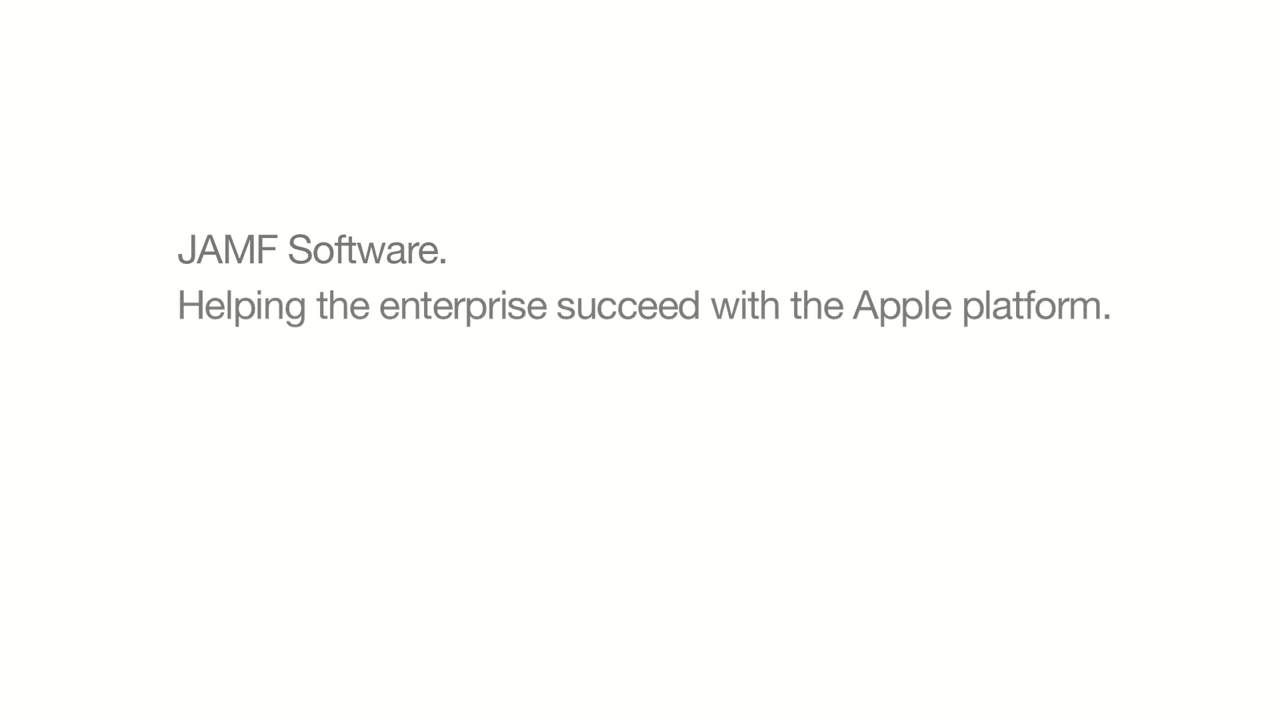 JAMF Software.
Helping the enterprise succeed with the Apple platform.